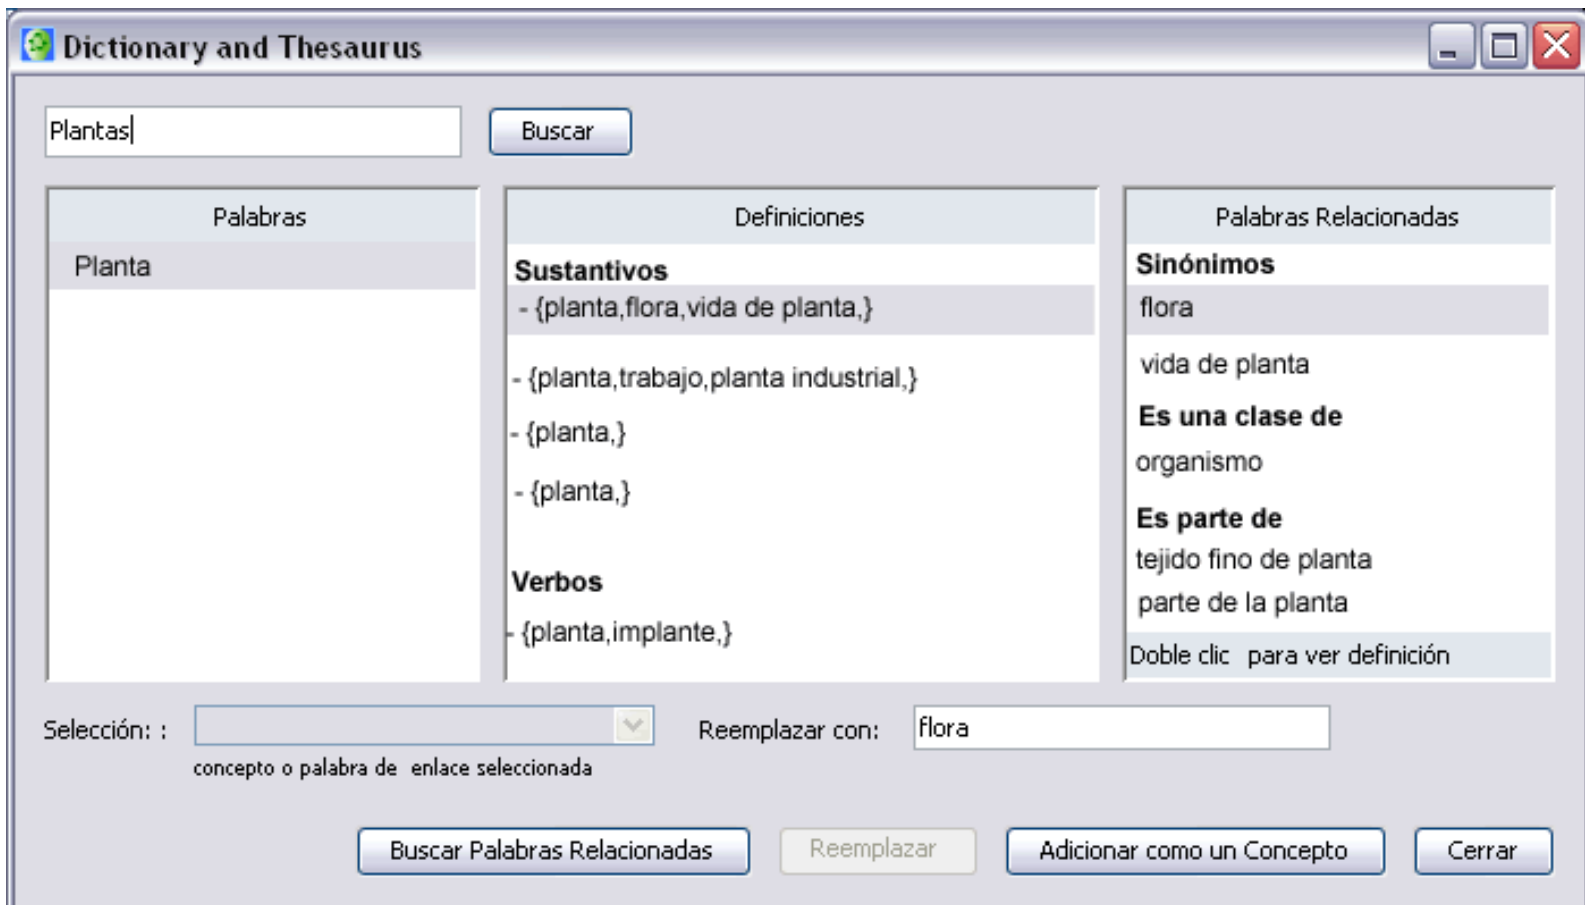 Dictionary and Thesaurus
Plantas
Buscar
Palabras
Planta
Definiciones
Sustantivos
- {planta,flora,vida de planta,}
- {planta,trabajo,planta industrial,}
- {planta,}
- {planta,}
Verbos
- {planta,implante,}
Palabras Relacionadas
Sinónimos
flora
vida de planta
Es una clase de
organismo
Es parte de
tejido fino de planta
parte de la planta
Doble clic para ver definición
Selección: :
concepto o palabra de enlace seleccionada
Reemplazar con:
flora
Buscar Palabras Relacionadas
Reemplazar
Adicionar como un Concepto
Cerrar